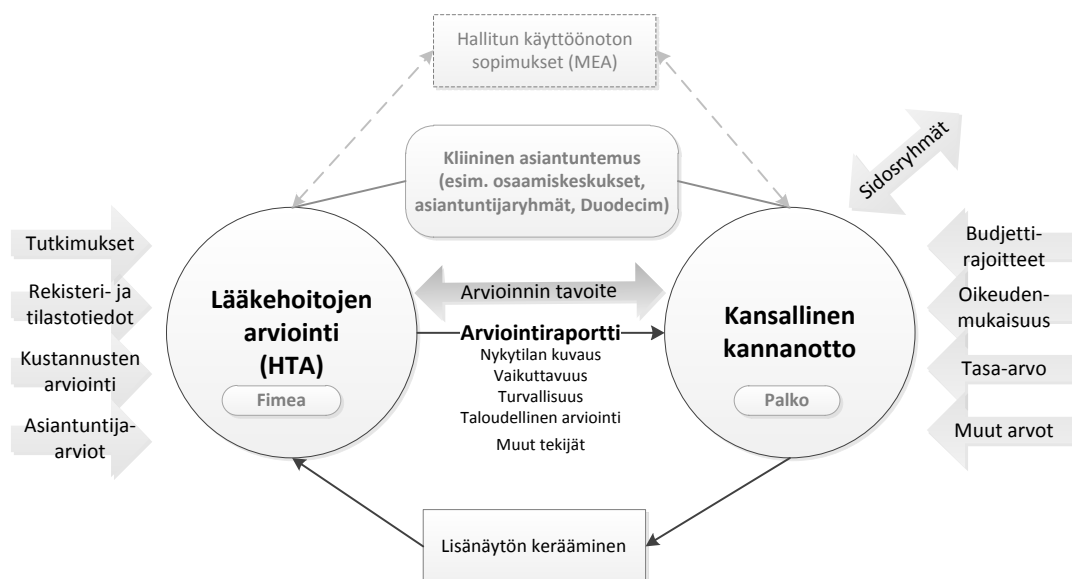 Hallitun käyttöönoton
sopimukset (MEA)
Kliininen asiantuntemus
(esim. osaamiskeskukset,
asiantuntijaryhmät, Duodecim)
Sidosryhmät
Tutkimukset
Rekisteri- ja
tilastotiedot
Kustannusten
arviointi
Asiantuntija-
arviot
Lääkehoitojen
arviointi
(HTA)
Fimea
Arvioinnin tavoite
Arviointiraportti
Nykytilan kuvaus
Vaikuttavuus
Turvallisuus
Taloudellinen arviointi
Muut tekijät
Kansallinen
kannanotto
Palko
Budjetti-
rajoitteet
Oikeuden-
mukaisuus
Tasa-arvo
Muut arvot
Lisänäytön kerääminen